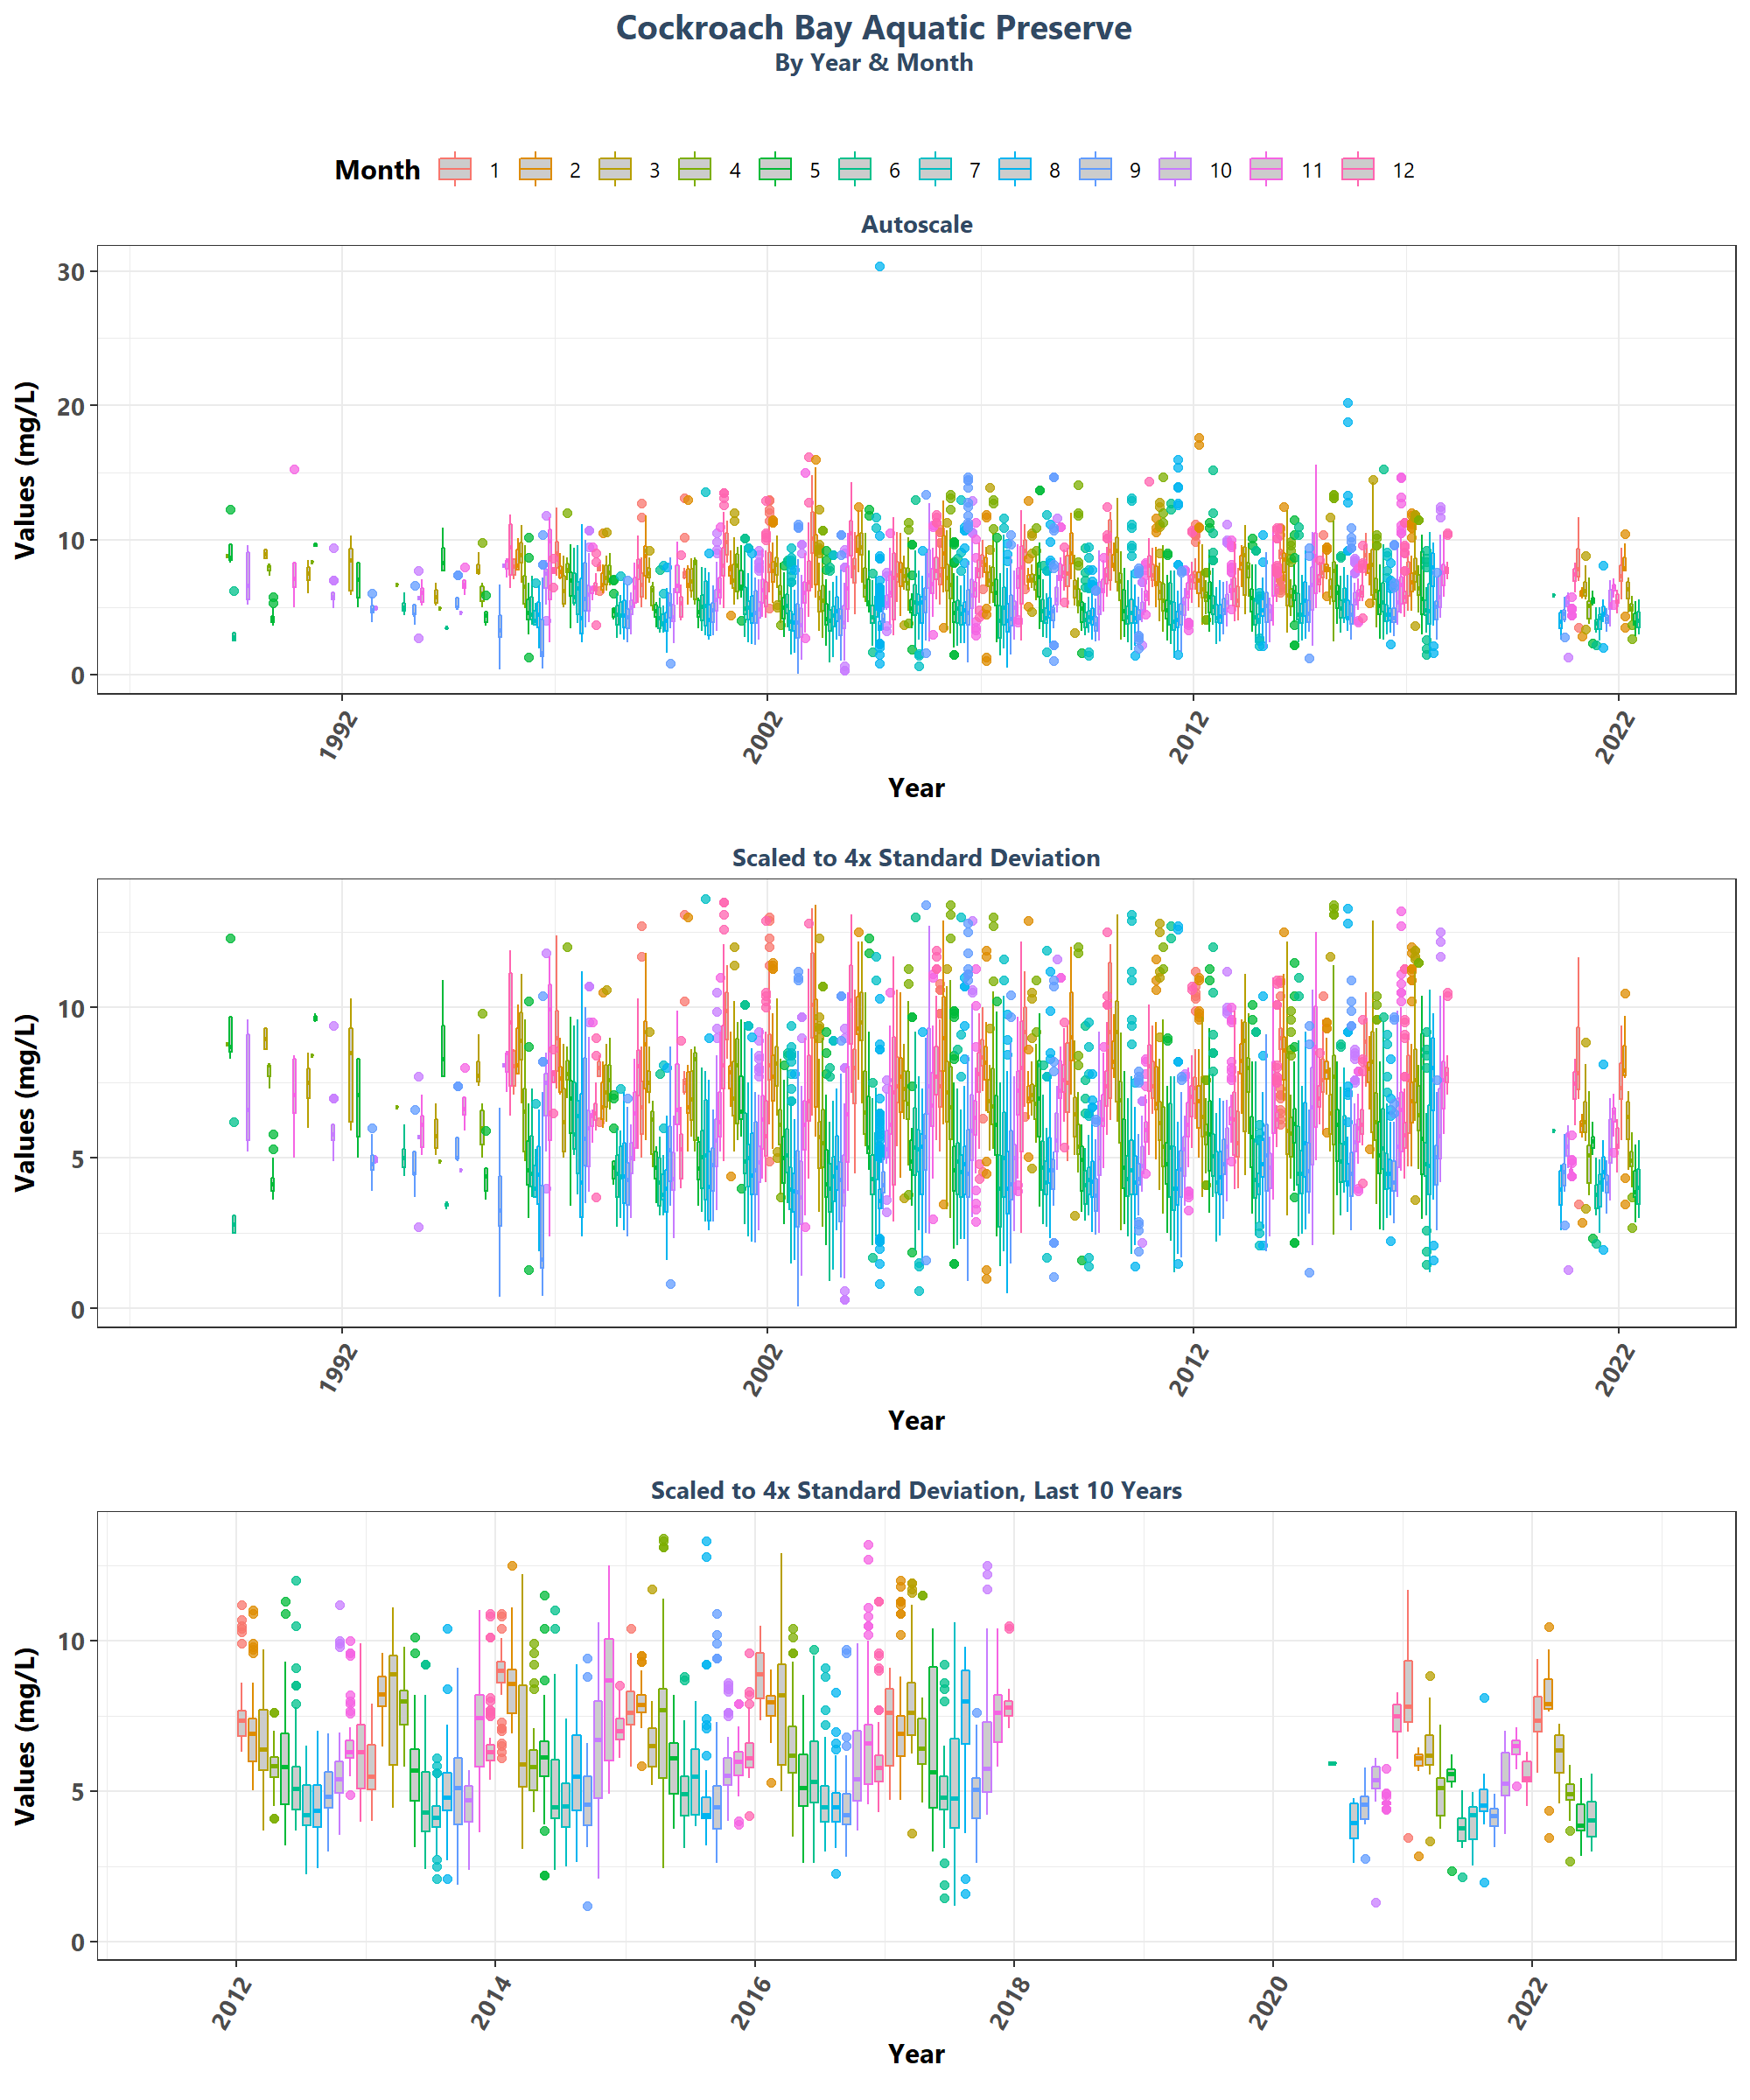 Cockroach Bay Aquatic Preserve
By Year & Month
Month 1 2 3 4 5 6 7 8 9 10 11 12
Autoscale
Values (mg/L)
30
20
10
0
1992 2002 2012 2022
Year
Scaled to 4x Standard Deviation
Values (mg/L)
10
5
0
1992 2002 2012 2022
Year
Scaled to 4x Standard Deviation, Last 10 Years
Values (mg/L)
10
5
0
2012 2014 2016 2018 2020 2022
Year